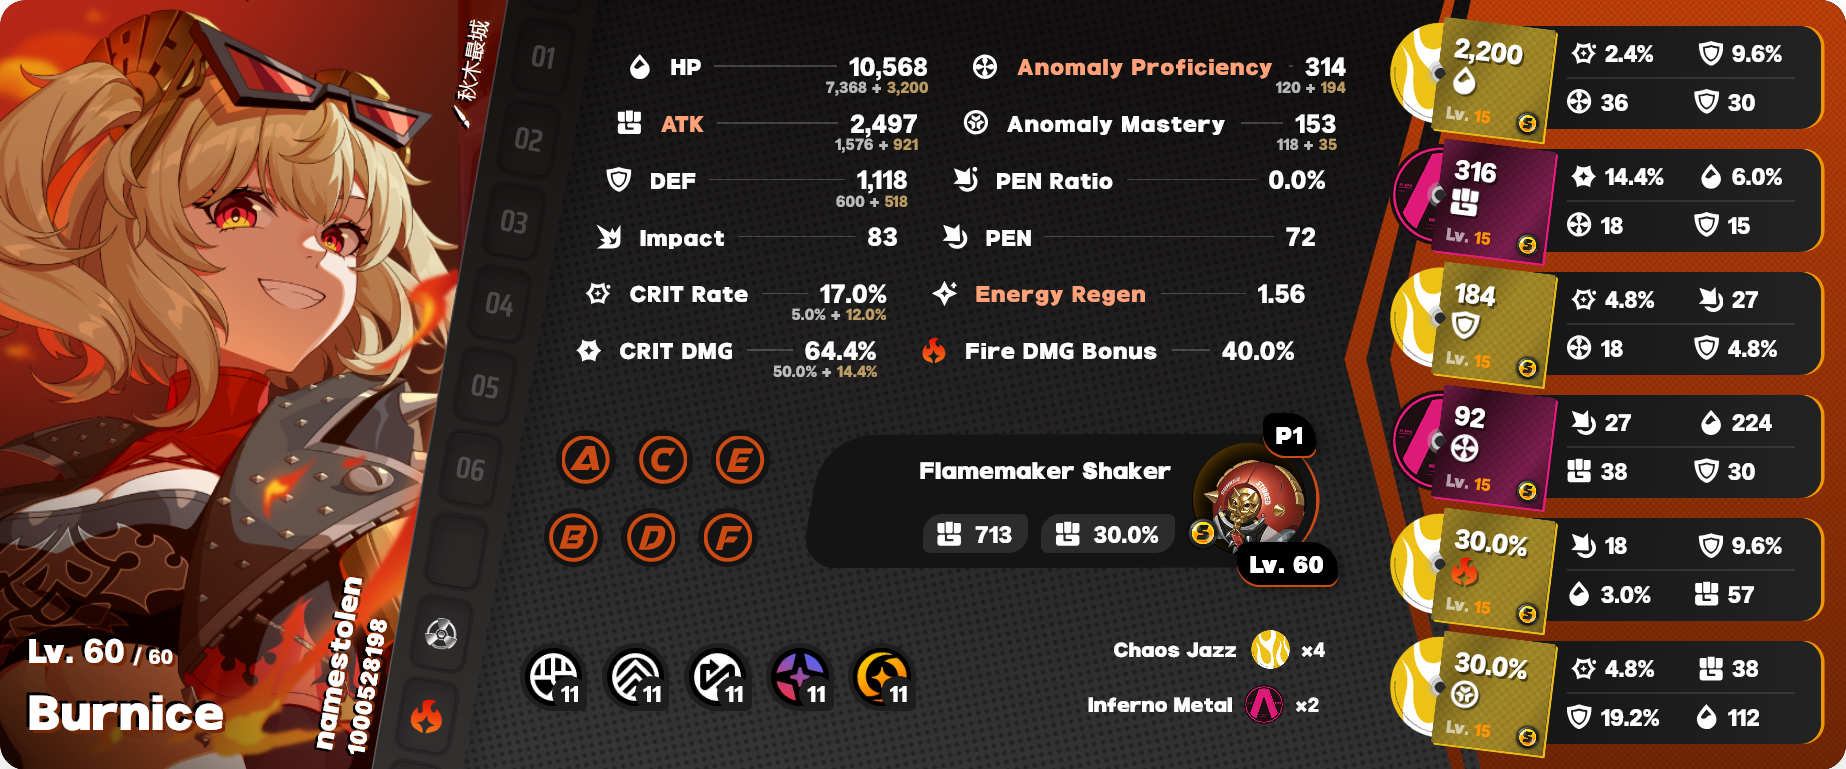 秋木最城
Lv. 60 / 60
Burnice
namestolen
1000528198
01
02
03
04
05
06
HP 10,568
7,368 + 3,200
ATK 2,497
1,576 + 921
DEF 1,118
600 + 518
Impact 83
CRIT Rate 17.0%
5.0% + 12.0%
CRIT DMG 64.4%
50.0% + 14.4%
Anomaly Proficiency 314
120 + 194
Anomaly Mastery 153
118 + 35
PEN Ratio 0.0%
PEN 72
Energy Regen 1.56
Fire DMG Bonus 40.0%
A C E
B D F
P1
Flamemaker Shaker
713 30.0%
S
Lv. 60
11 11 11 11 11
Chaos Jazz ×4
Inferno Metal ×2
2,200
Lv. 15 S
2.4% 9.6%
36 30
316
Lv. 15 S
14.4% 6.0%
18 15
184
Lv. 15 S
4.8% 27
18 4.8%
92
Lv. 15 S
27 224
38 30
30.0%
Lv. 15 S
18 9.6%
3.0% 57
30.0%
Lv. 15 S
4.8% 38
19.2% 112